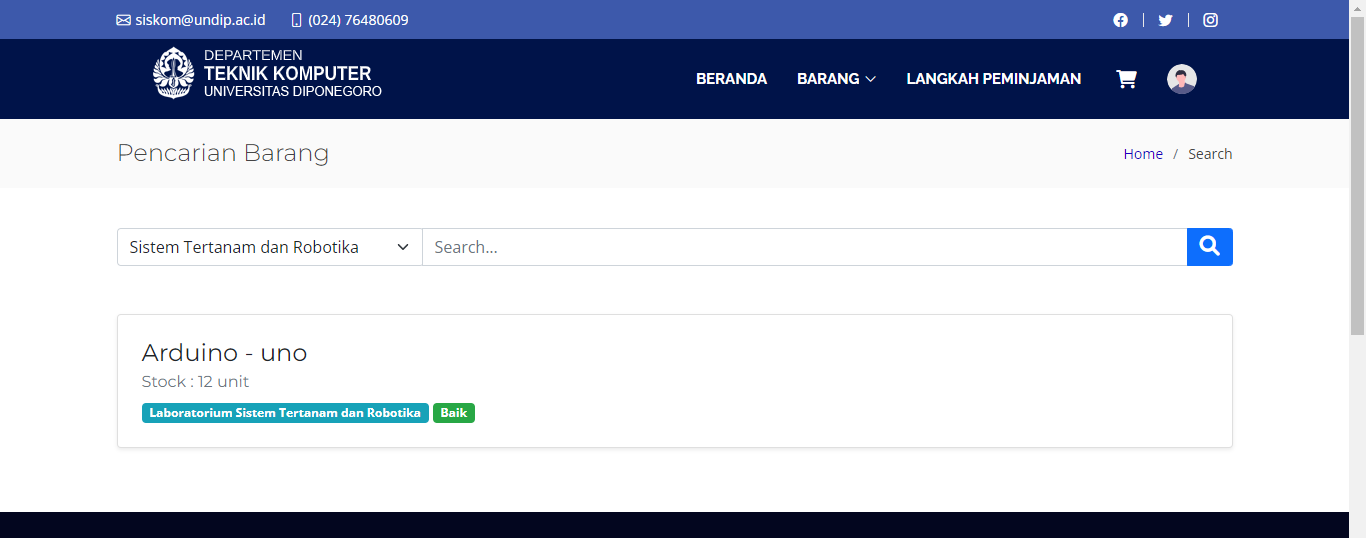 siskom@undip.ac.id (024) 76480609
DEPARTEMEN
TEKNIK KOMPUTER
UNIVERSITAS DIPONEGORO
BERANDA BARANG LANGKAH PEMINJAMAN
Pencarian Barang
Home / Search
Sistem Tertanam dan Robotika Search...
Arduino - uno
Stock : 12 unit
Laboratorium Sistem Tertanam dan Robotika Baik